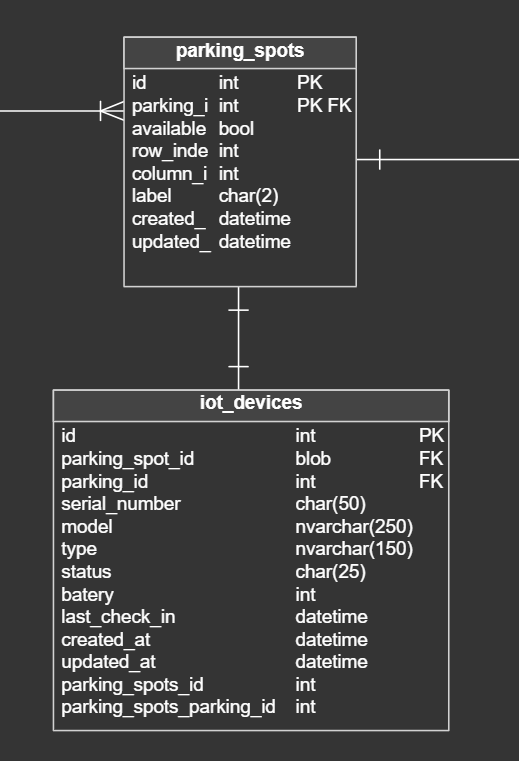 parking_spots
id int PK
parking_i int PK FK
available bool
row_inde int
column_i int
label char(2)
created_ datetime
updated_ datetime
iot_devices
id int PK
parking_spot_id blob FK
parking_id int FK
serial_number char(50)
model nvarchar(250)
type nvarchar(150)
status char(25)
batery int
last_check_in datetime
created_at datetime
updated_at datetime
parking_spots_id int
parking_spots_parking_id int